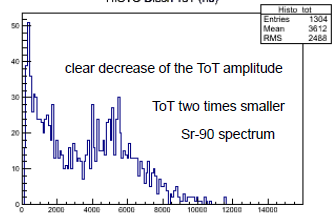 Histo_tot
Entries 1304
Mean 3612
RMS 2488
50
clear decrease of the ToT amplitude
40
ToT two times smaller
30
Sr-90 spectrum
20
10
0
0 2000 4000 6000 8000 10000 12000 14000